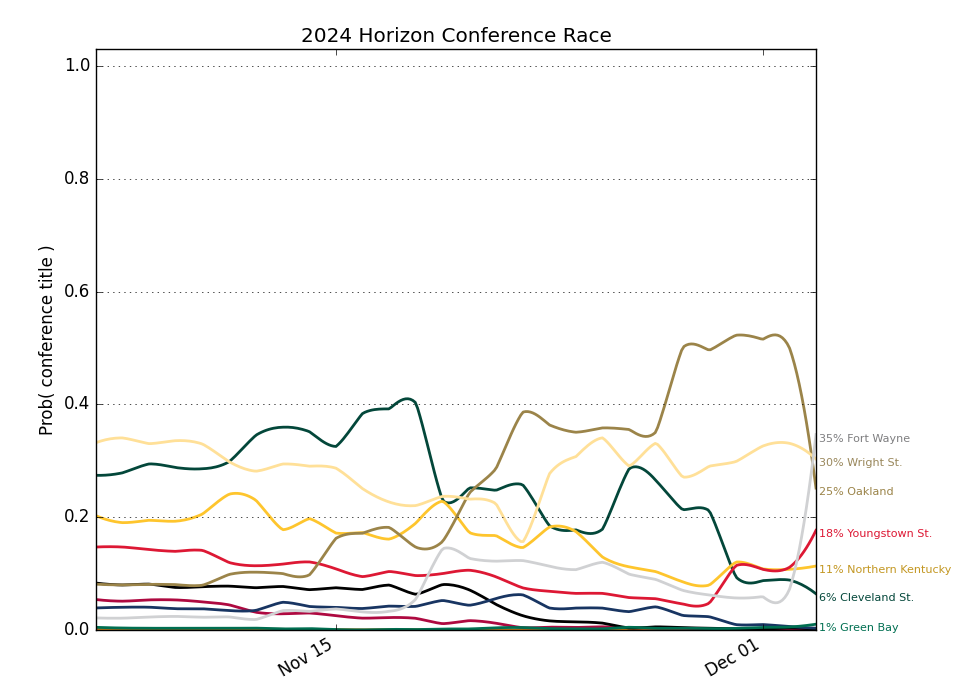 2024 Horizon Conference Race
Prob( conference title )
1.0
0.8
0.6
0.4
0.2
0.0
Nov 15
Dec 01
35% Fort Wayne
30% Wright St.
25% Oakland
18% Youngstown St.
11% Northern Kentucky
6% Cleveland St.
1% Green Bay